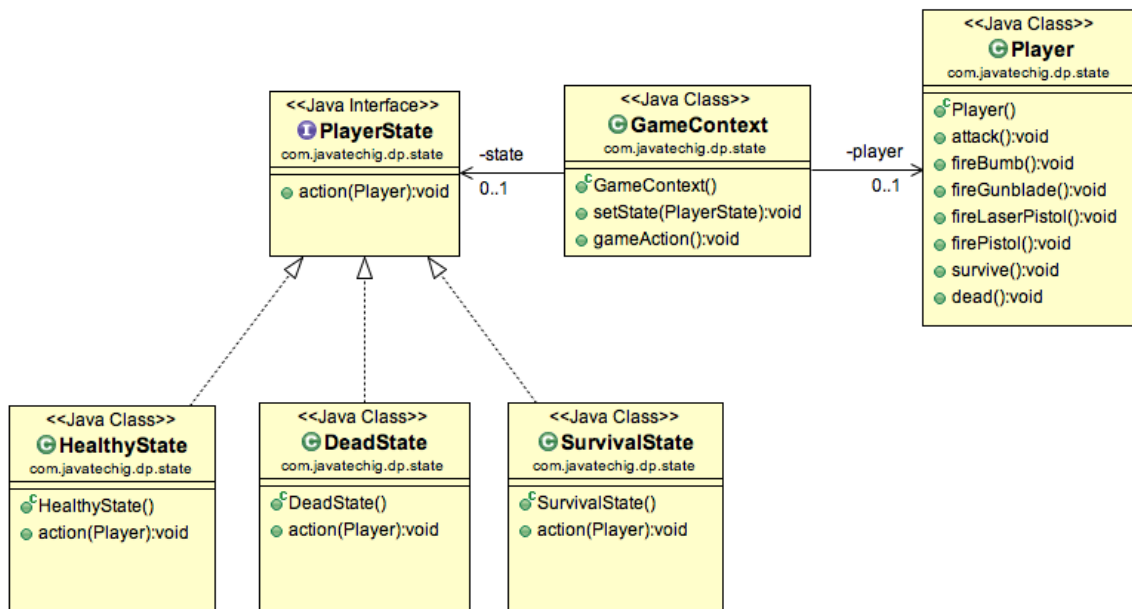 <<Java Interface>>
PlayerState
com.javatechig.dp.state
action(Player):void
-state
0..1
<<Java Class>>
GameContext
com.javatechig.dp.state
GameContext()
setState(PlayerState):void
gameAction():void
-player
0..1
<<Java Class>>
Player
com.javatechig.dp.state
Player()
attack():void
fireBumb():void
fireGunblade():void
fireLaserPistol():void
firePistol():void
survive():void
dead():void
<<Java Class>>
HealthyState
com.javatechig.dp.state
HealthyState()
action(Player):void
<<Java Class>>
DeadState
com.javatechig.dp.state
DeadState()
action(Player):void
<<Java Class>>
SurvivalState
com.javatechig.dp.state
SurvivalState()
action(Player):void